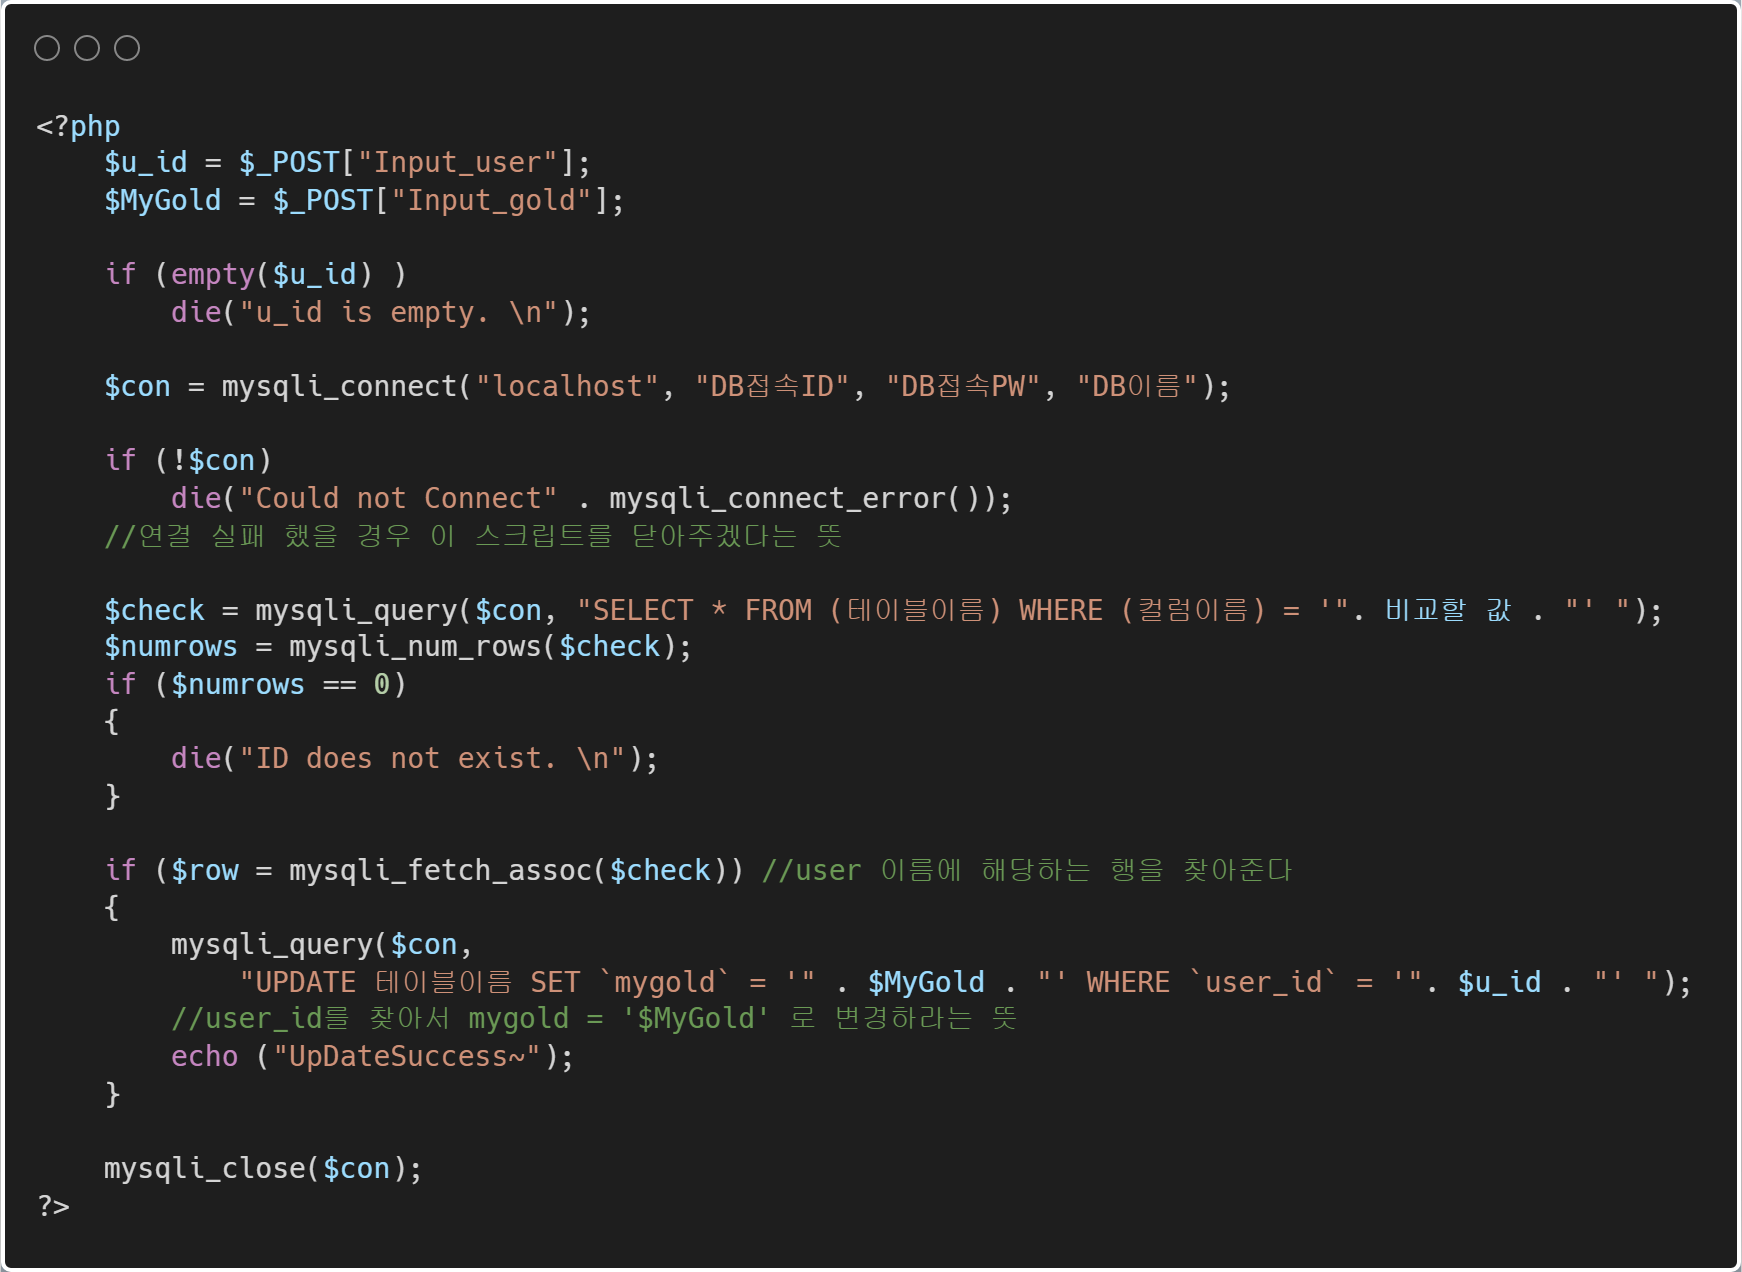 <?php
    $u_id = $_POST["Input_user"];
    $MyGold = $_POST["Input_gold"];

    if (empty($u_id) )
        die("u_id is empty. \n");

    $con = mysqli_connect("localhost", "DB접속ID", "DB접속PW", "DB이름");

    if (!$con)
        die("Could not Connect" . mysqli_connect_error());
    //연결 실패 했을 경우 이 스크립트를 닫아주겠다는 뜻

    $check = mysqli_query($con, "SELECT * FROM (테이블이름) WHERE (컬럼이름) = '". 비교할 값 . "' ");
    $numrows = mysqli_num_rows($check);
    if ($numrows == 0)
    {
        die("ID does not exist. \n");
    }

    if ($row = mysqli_fetch_assoc($check)) //user 이름에 해당하는 행을 찾아준다
    {
        mysqli_query($con,
            "UPDATE 테이블이름 SET `mygold` = '" . $MyGold . "' WHERE `user_id` = '". $u_id . "' ");
        //user_id를 찾아서 mygold = '$MyGold' 로 변경하라는 뜻
        echo ("UpDateSuccess~");
    }

    mysqli_close($con);
?>